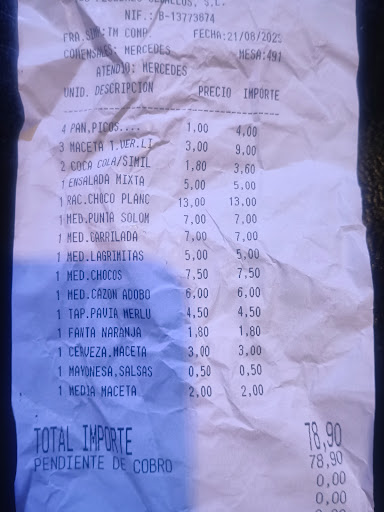 NIF.: B-13773874
FRA.SIM:TM COMP. FECHA:21/08/2025
COMENSALES: MERCEDES MESA:491
ATENDIO: MERCEDES
UNID. DESCRIPCION PRECIO IMPORTE
4 PAN,PICOS.... 1,00 4,00
3 MACETA T.VER.LI 3,00 9,00
2 COCA COLA/SIMIL 1,80 3,60
1 ENSALADA MIXTA 5,00 5,00
1 RAC.CHOCO PLANC 13,00 13,00
1 MED.PUNTA SOLOM 7,00 7,00
1 MED.CARRILADA 7,00 7,00
1 MED.LAGRIMITAS 5,00 5,00
1 MED.CHOCOS 7,50 7,50
1 MED.CAZON ADOBO 6,00 6,00
1 TAP.PAVIA MERLU 4,50 4,50
1 FANTA NARANJA 1,80 1,80
1 CERVEZA.MACETA 3,00 3,00
1 MAYONESA,SALSAS 0,50 0,50
1 MEDIA MACETA 2,00 2,00
TOTAL IMPORTE 78,90
PENDIENTE DE COBRO 78,90
0,00
0,00